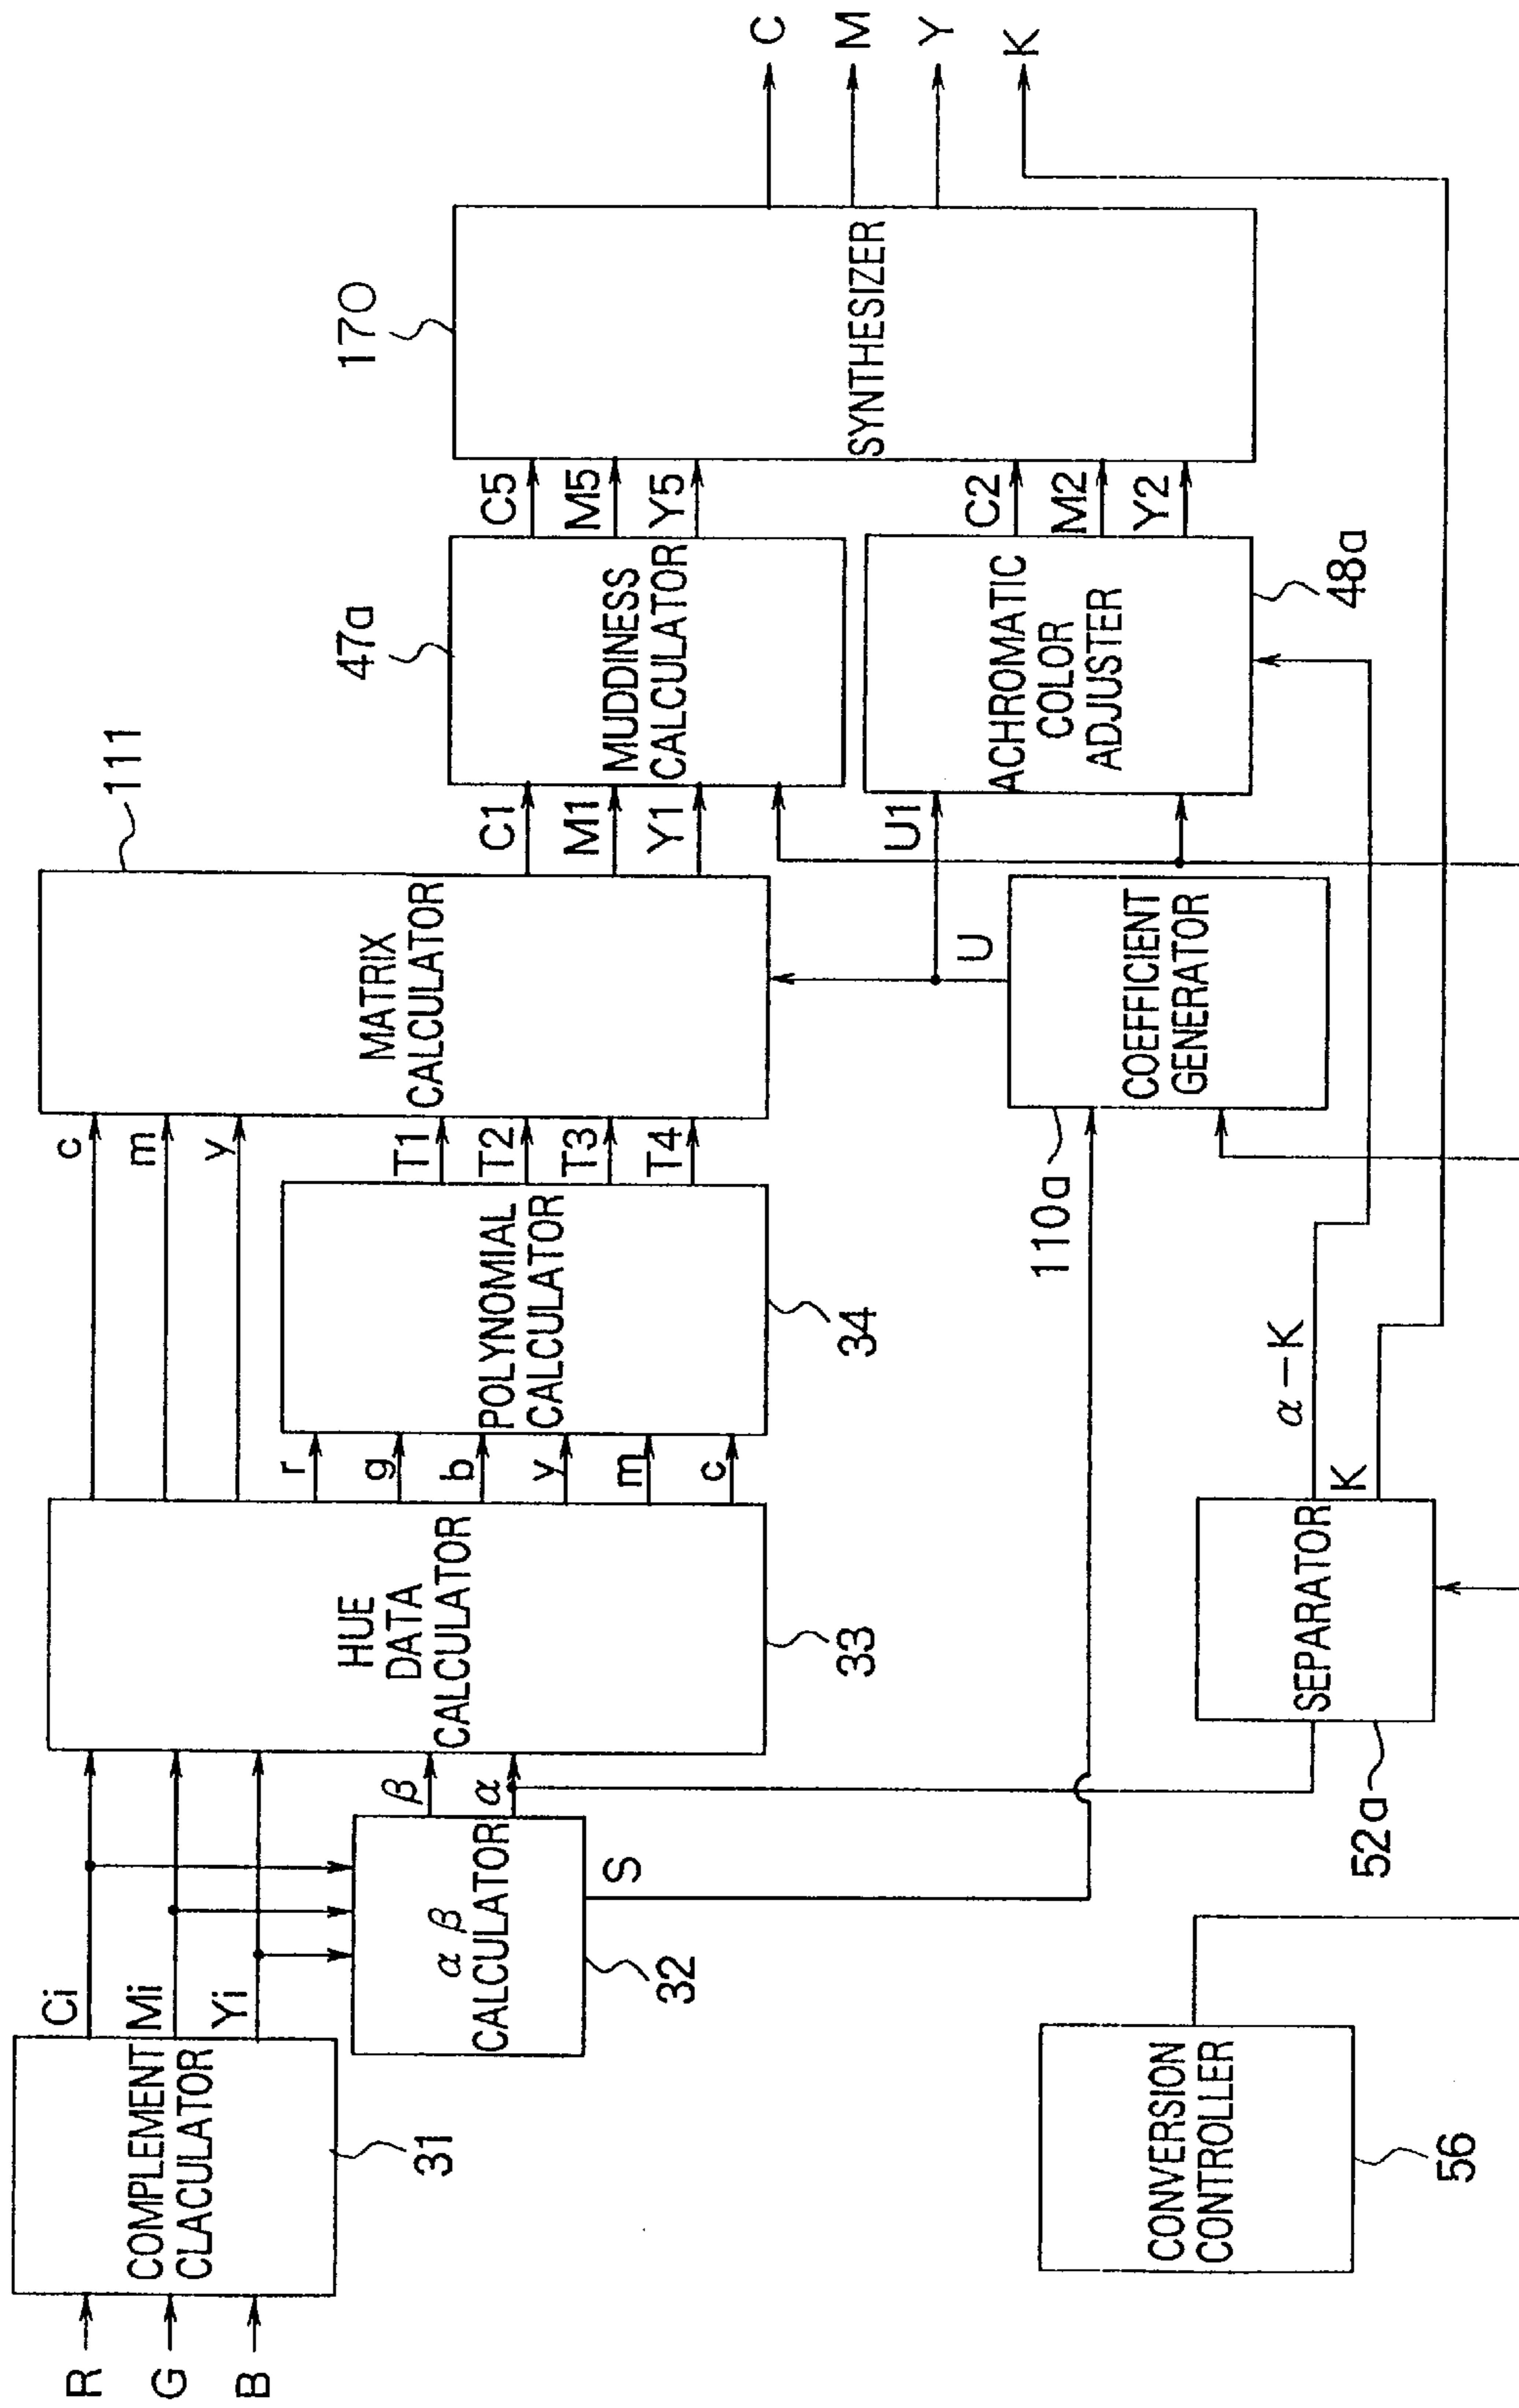 R
G
B
COMPLEMENT
CLACULATOR
31
Ci
Mi
Yi
α β
CALCULATOR
32
β
α
S
HUE
DATA
CALCULATOR
33
c
m
y
r
g
b
y
m
c
POLYNOMIAL
CALCULATOR
34
T1
T2
T3
T4
MATRIX
CALCULATOR
111
C1
M1
Y1
MUDDINESS
CALCULATOR
47a
C5
M5
Y5
U
U1
COEFFICIENT
GENERATOR
110a
ACHROMATIC
COLOR
ADJUSTER
48a
C2
M2
Y2
SYNTHESIZER
170
C
M
Y
K
SEPARATOR
52a
α-K
K
CONVERSION
CONTROLLER
56